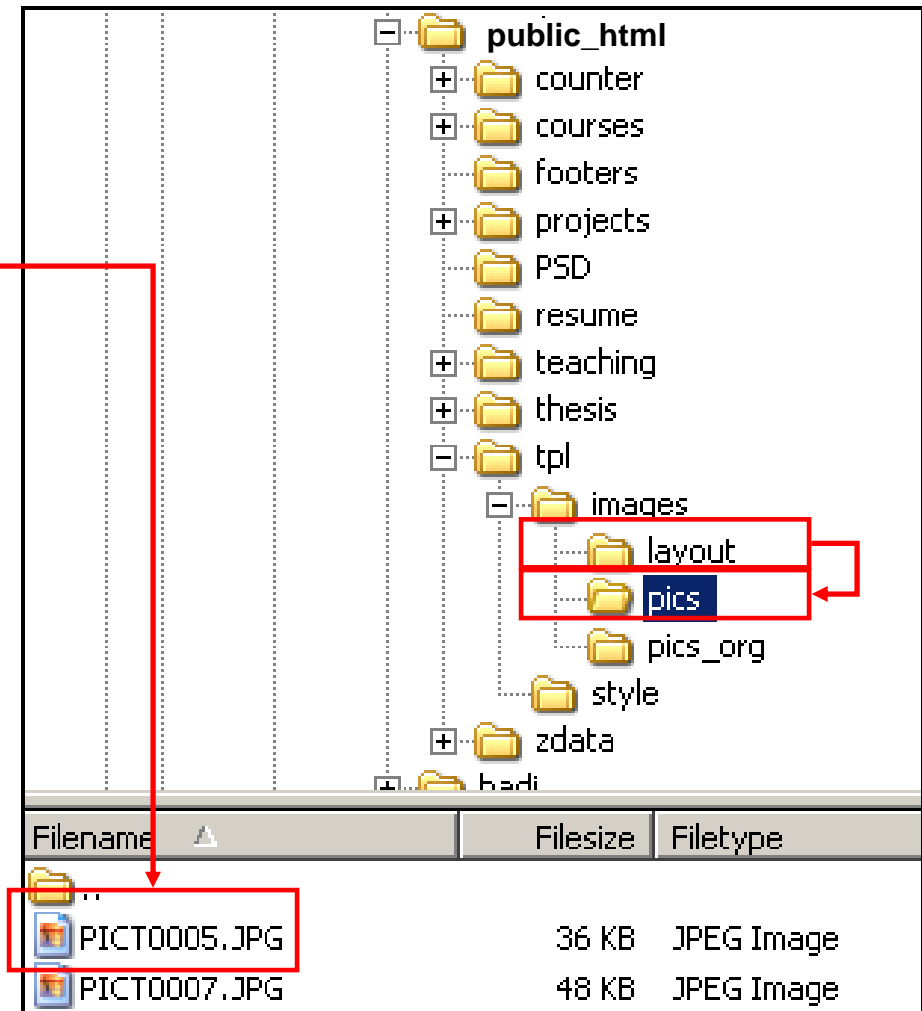 public_html
counter
courses
footers
projects
PSD
resume
teaching
thesis
tpl
images
layout
pics
pics_org
style
zdata
Filename Filesize Filetype
..
PICT0005.JPG 36 KB JPEG Image
PICT0007.JPG 48 KB JPEG Image